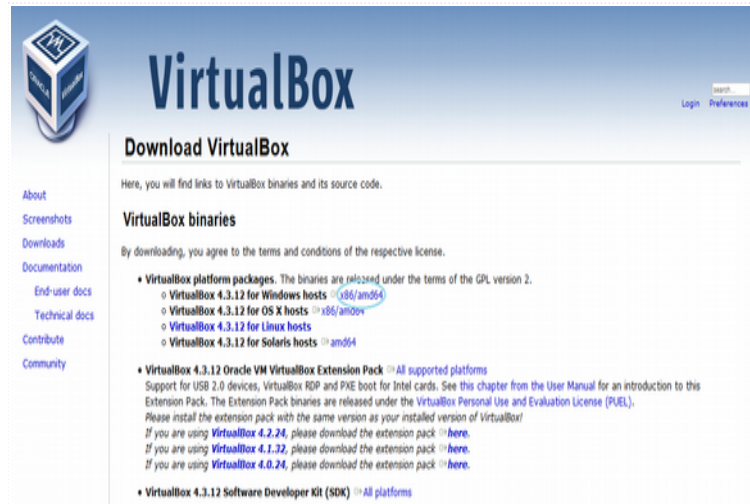 ORACLE
VirtualBox
VirtualBox
search...
Login Preferences
Download VirtualBox
Here, you will find links to VirtualBox binaries and its source code.
About
Screenshots
Downloads
Documentation
End-user docs
Technical docs
Contribute
Community
VirtualBox binaries
By downloading, you agree to the terms and conditions of the respective license.
• VirtualBox platform packages. The binaries are released under the terms of the GPL version 2.
VirtualBox 4.3.12 for Windows hosts x86/amd64
VirtualBox 4.3.12 for OS X hosts x86/amd64
VirtualBox 4.3.12 for Linux hosts
VirtualBox 4.3.12 for Solaris hosts amd64
• VirtualBox 4.3.12 Oracle VM VirtualBox Extension Pack All supported platforms
Support for USB 2.0 devices, VirtualBox RDP and PXE boot for Intel cards. See this chapter from the User Manual for an introduction to this
Extension Pack. The Extension Pack binaries are released under the VirtualBox Personal Use and Evaluation License (PUEL).
Please install the extension pack with the same version as your installed version of VirtualBox!
If you are using VirtualBox 4.2.24, please download the extension pack here.
If you are using VirtualBox 4.1.32, please download the extension pack here.
If you are using VirtualBox 4.0.24, please download the extension pack here.
• VirtualBox 4.3.12 Software Developer Kit (SDK) All platforms